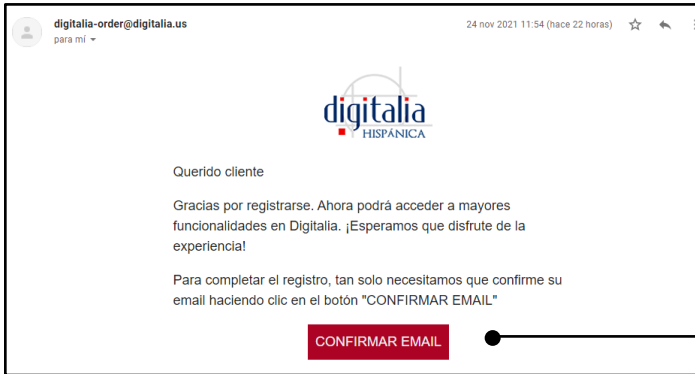 digitalia-order@digitalia.us
24 nov 2021 11:54 (hace 22 horas)
para mí
digitalia
HISPÁNICA
Querido cliente
Gracias por registrarse. Ahora podrá acceder a mayores
funcionalidades en Digitalia. ¡Esperamos que disfrute de la
experiencia!
Para completar el registro, tan solo necesitamos que confirme su
email haciendo clic en el botón "CONFIRMAR EMAIL"
CONFIRMAR EMAIL